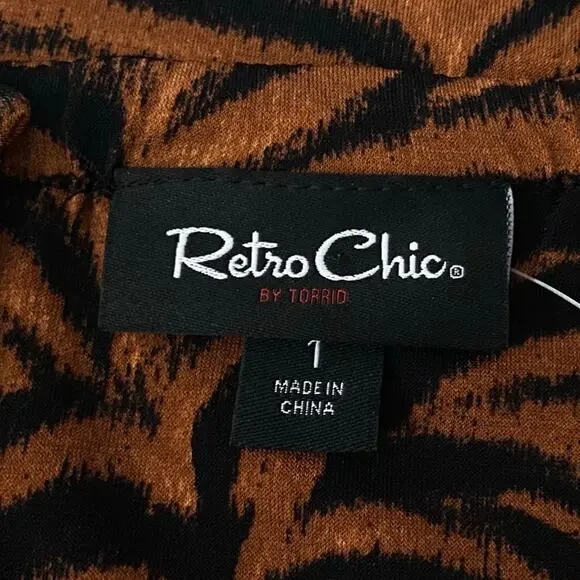 Retro Chic®
BY TORRID
1
MADE IN
CHINA